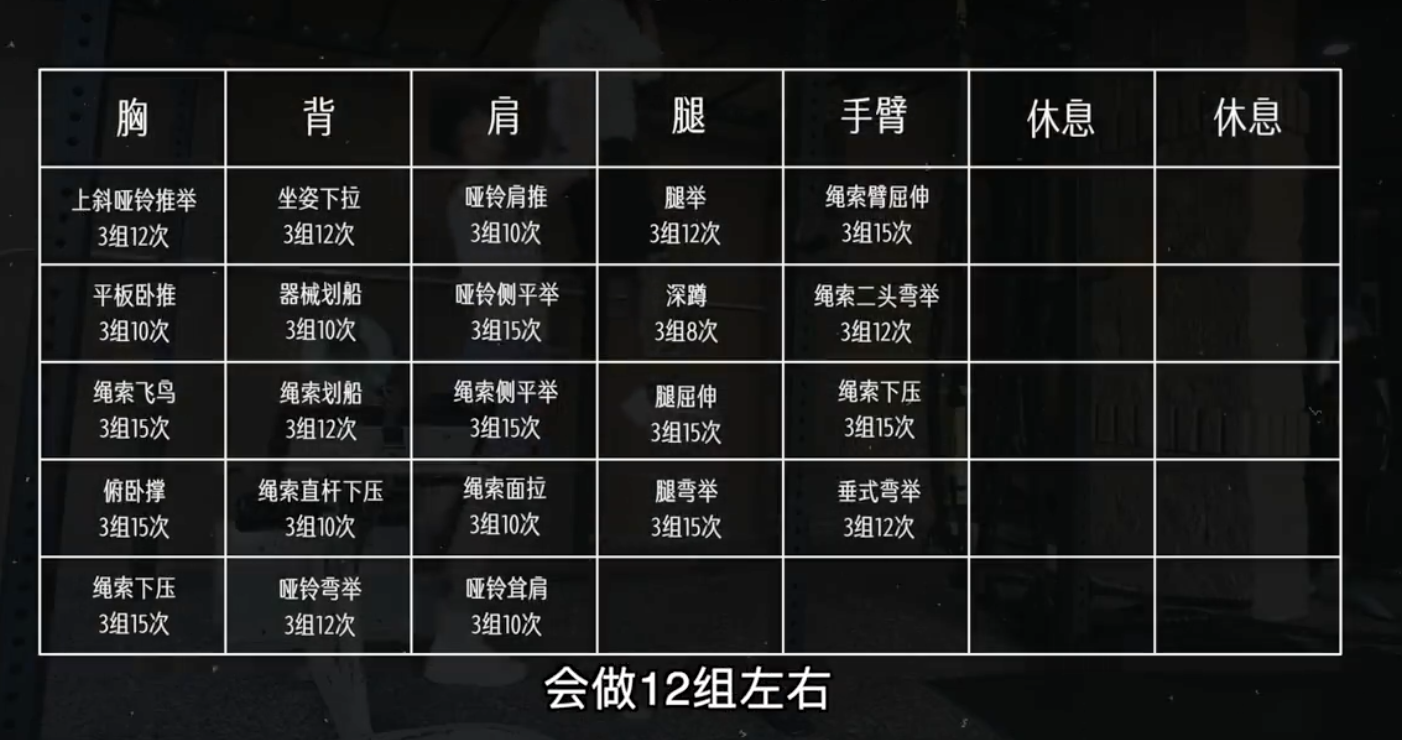 胸 背 肩 腿 手臂 休息 休息
上斜哑铃推举 坐姿下拉 哑铃肩推 腿举 绳索臂屈伸
3组12次 3组12次 3组10次 3组12次 3组15次
平板卧推 器械划船 哑铃侧平举 深蹲 绳索二头弯举
3组10次 3组10次 3组15次 3组8次 3组12次
绳索飞鸟 绳索划船 绳索侧平举 腿屈伸 绳索下压
3组15次 3组12次 3组15次 3组15次 3组15次
俯卧撑 绳索直杆下压 绳索面拉 腿弯举 垂式弯举
3组15次 3组10次 3组10次 3组15次 3组12次
绳索下压 哑铃弯举 哑铃耸肩
3组15次 3组12次 3组10次
会做12组左右